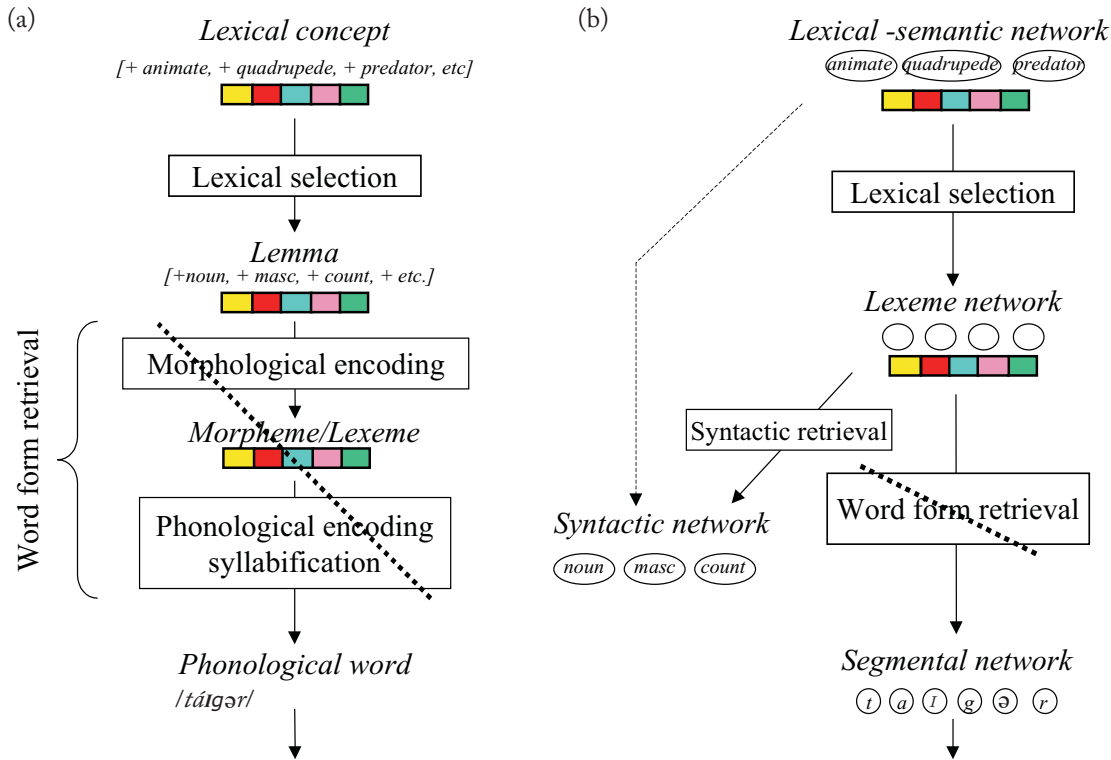 (a)
Lexical concept
[+ animate, + quadrupede, + predator, etc]
Lexical selection
Lemma
[+noun, + masc, + count, + etc.]
Word form retrieval
Morphological encoding
Morpheme/Lexeme
Phonological encoding
syllabification
Phonological word
/táɪgər/
(b)
Lexical -semantic network
animate quadrupede predator
Lexical selection
Lexeme network
Syntactic retrieval
Word form retrieval
Syntactic network
noun masc count
Segmental network
t a I g ə r